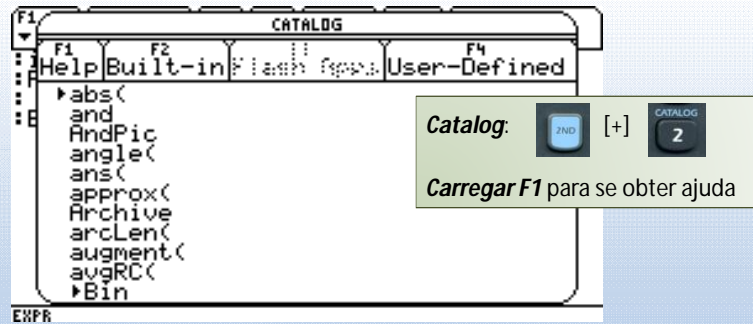 F1
CATALOG
F1 F2 F4
Help Built-in Flash Apps User-Defined
▶abs(
and
AndPic
angle(
ans(
approx(
Archive
arcLen(
augment(
avgRC(
▶Bin
EXPR
Catalog: 2ND [+] CATALOG 2
Carregar F1 para se obter ajuda